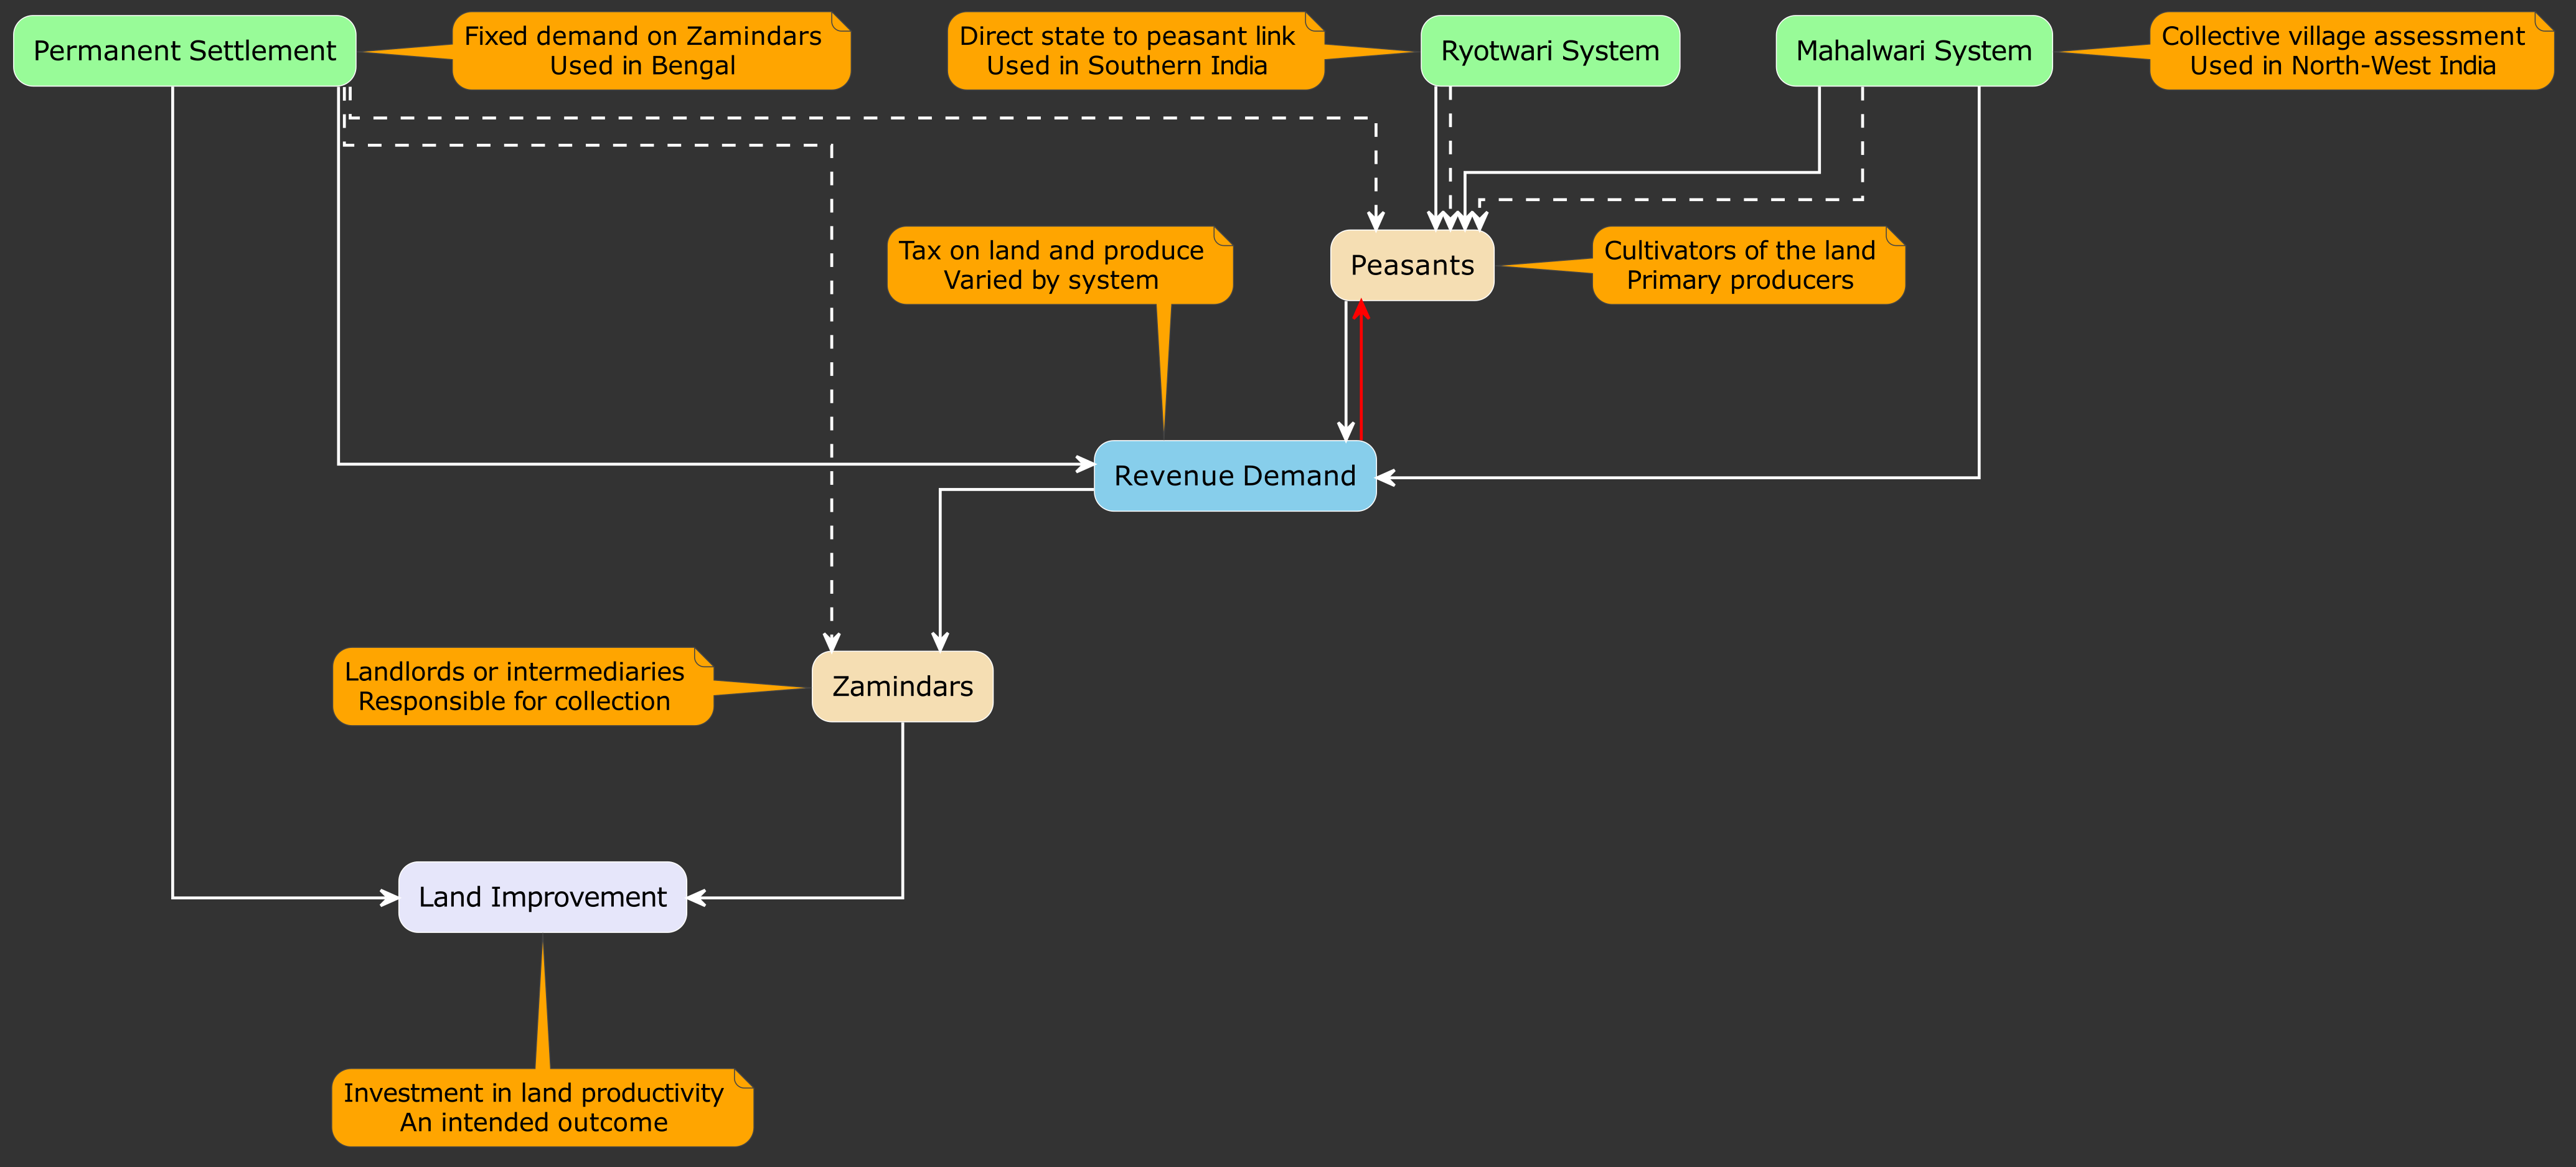 Permanent Settlement
Fixed demand on Zamindars
Used in Bengal
Direct state to peasant link
Used in Southern India
Ryotwari System
Mahalwari System
Collective village assessment
Used in North-West India
Tax on land and produce
Varied by system
Peasants
Cultivators of the land
Primary producers
Revenue Demand
Landlords or intermediaries
Responsible for collection
Zamindars
Land Improvement
Investment in land productivity
An intended outcome